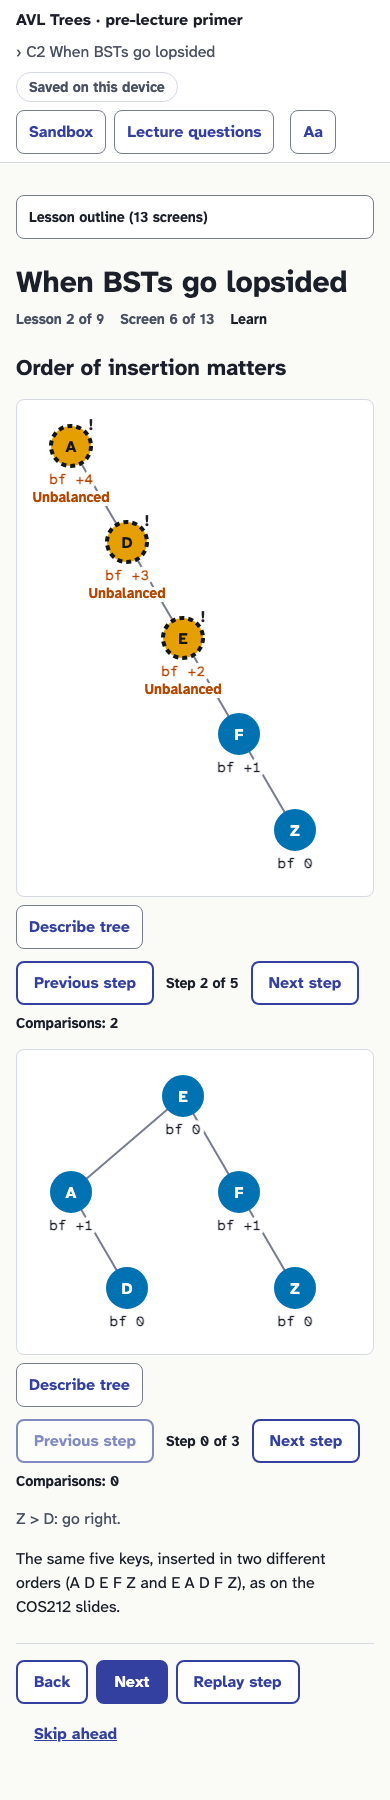 AVL Trees · pre-lecture primer
› C2 When BSTs go lopsided
Saved on this device
Sandbox
Lecture questions
Aa
Lesson outline (13 screens)
When BSTs go lopsided
Lesson 2 of 9 Screen 6 of 13 Learn
Order of insertion matters
!
A
bf +4
Unbalanced
!
D
bf +3
Unbalanced
!
E
bf +2
Unbalanced
F
bf +1
Z
bf 0
Describe tree
Previous step Step 2 of 5 Next step
Comparisons: 2
E
bf 0
A F
bf +1 bf +1
D Z
bf 0 bf 0
Describe tree
Previous step Step 0 of 3 Next step
Comparisons: 0
Z > D: go right.
The same five keys, inserted in two different
orders (A D E F Z and E A D F Z), as on the
COS212 slides.
Back Next Replay step
Skip ahead